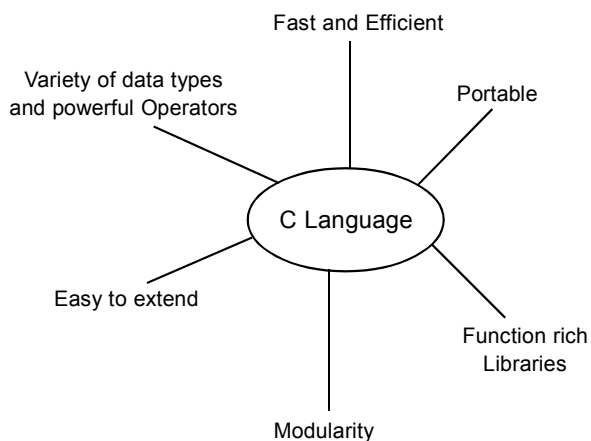 Fast and Efficient
Variety of data types
and powerful Operators
Portable
C Language
Easy to extend
Function rich
Libraries
Modularity